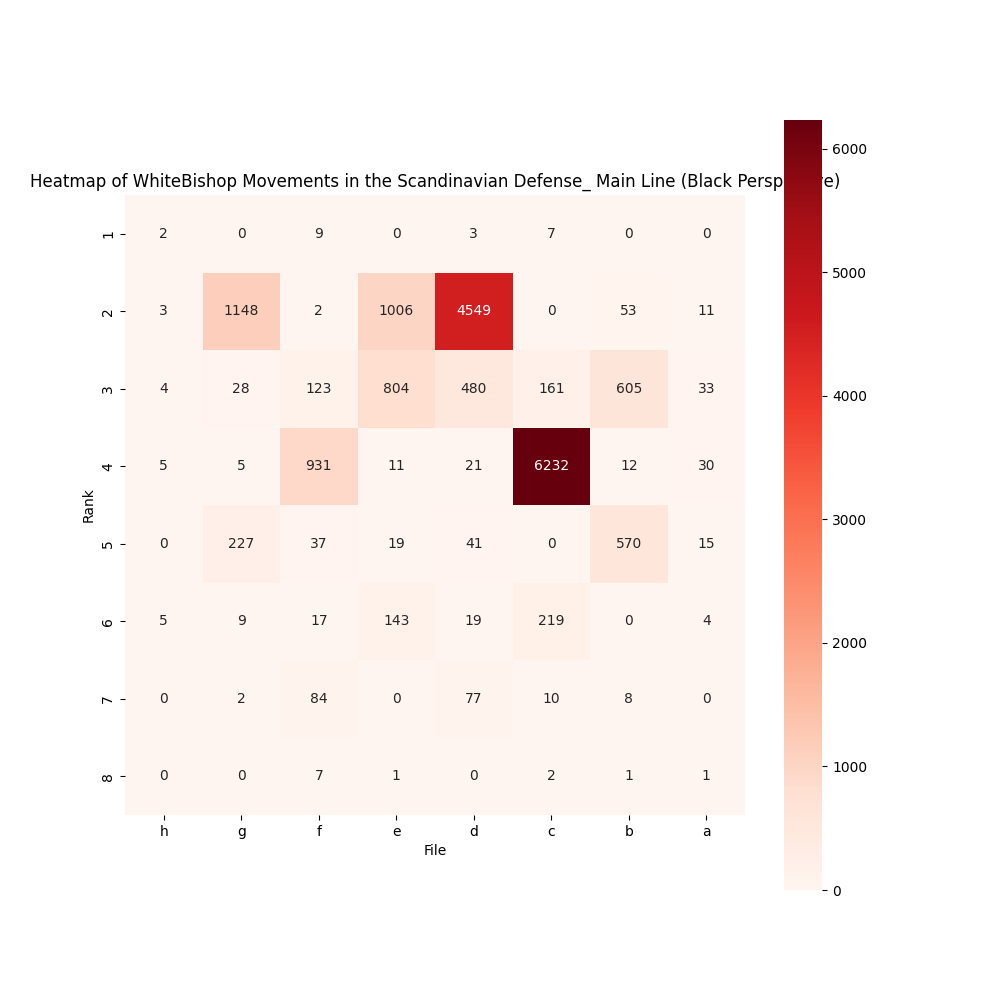 6000
Heatmap of WhiteBishop Movements in the Scandinavian Defense_ Main Line (Black Persp    e)
1 2 0 9 0 3 7 0 0
5000
2 3 1148 2 1006 4549 0 53 11
3 4 28 123 804 480 161 605 33
4000
4 5 5 931 11 21 6232 12 30
Rank
3000
5 0 227 37 19 41 0 570 15
6 5 9 17 143 19 219 0 4
2000
7 0 2 84 0 77 10 8 0
1000
8 0 0 7 1 0 2 1 1
h g f e d c b a
File
0